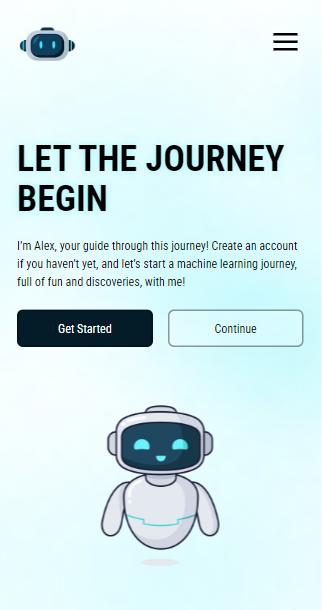 LET THE JOURNEY
BEGIN
I'm Alex, your guide through this journey! Create an account
if you haven't yet, and let's start a machine learning journey,
full of fun and discoveries, with me!
Get Started
Continue